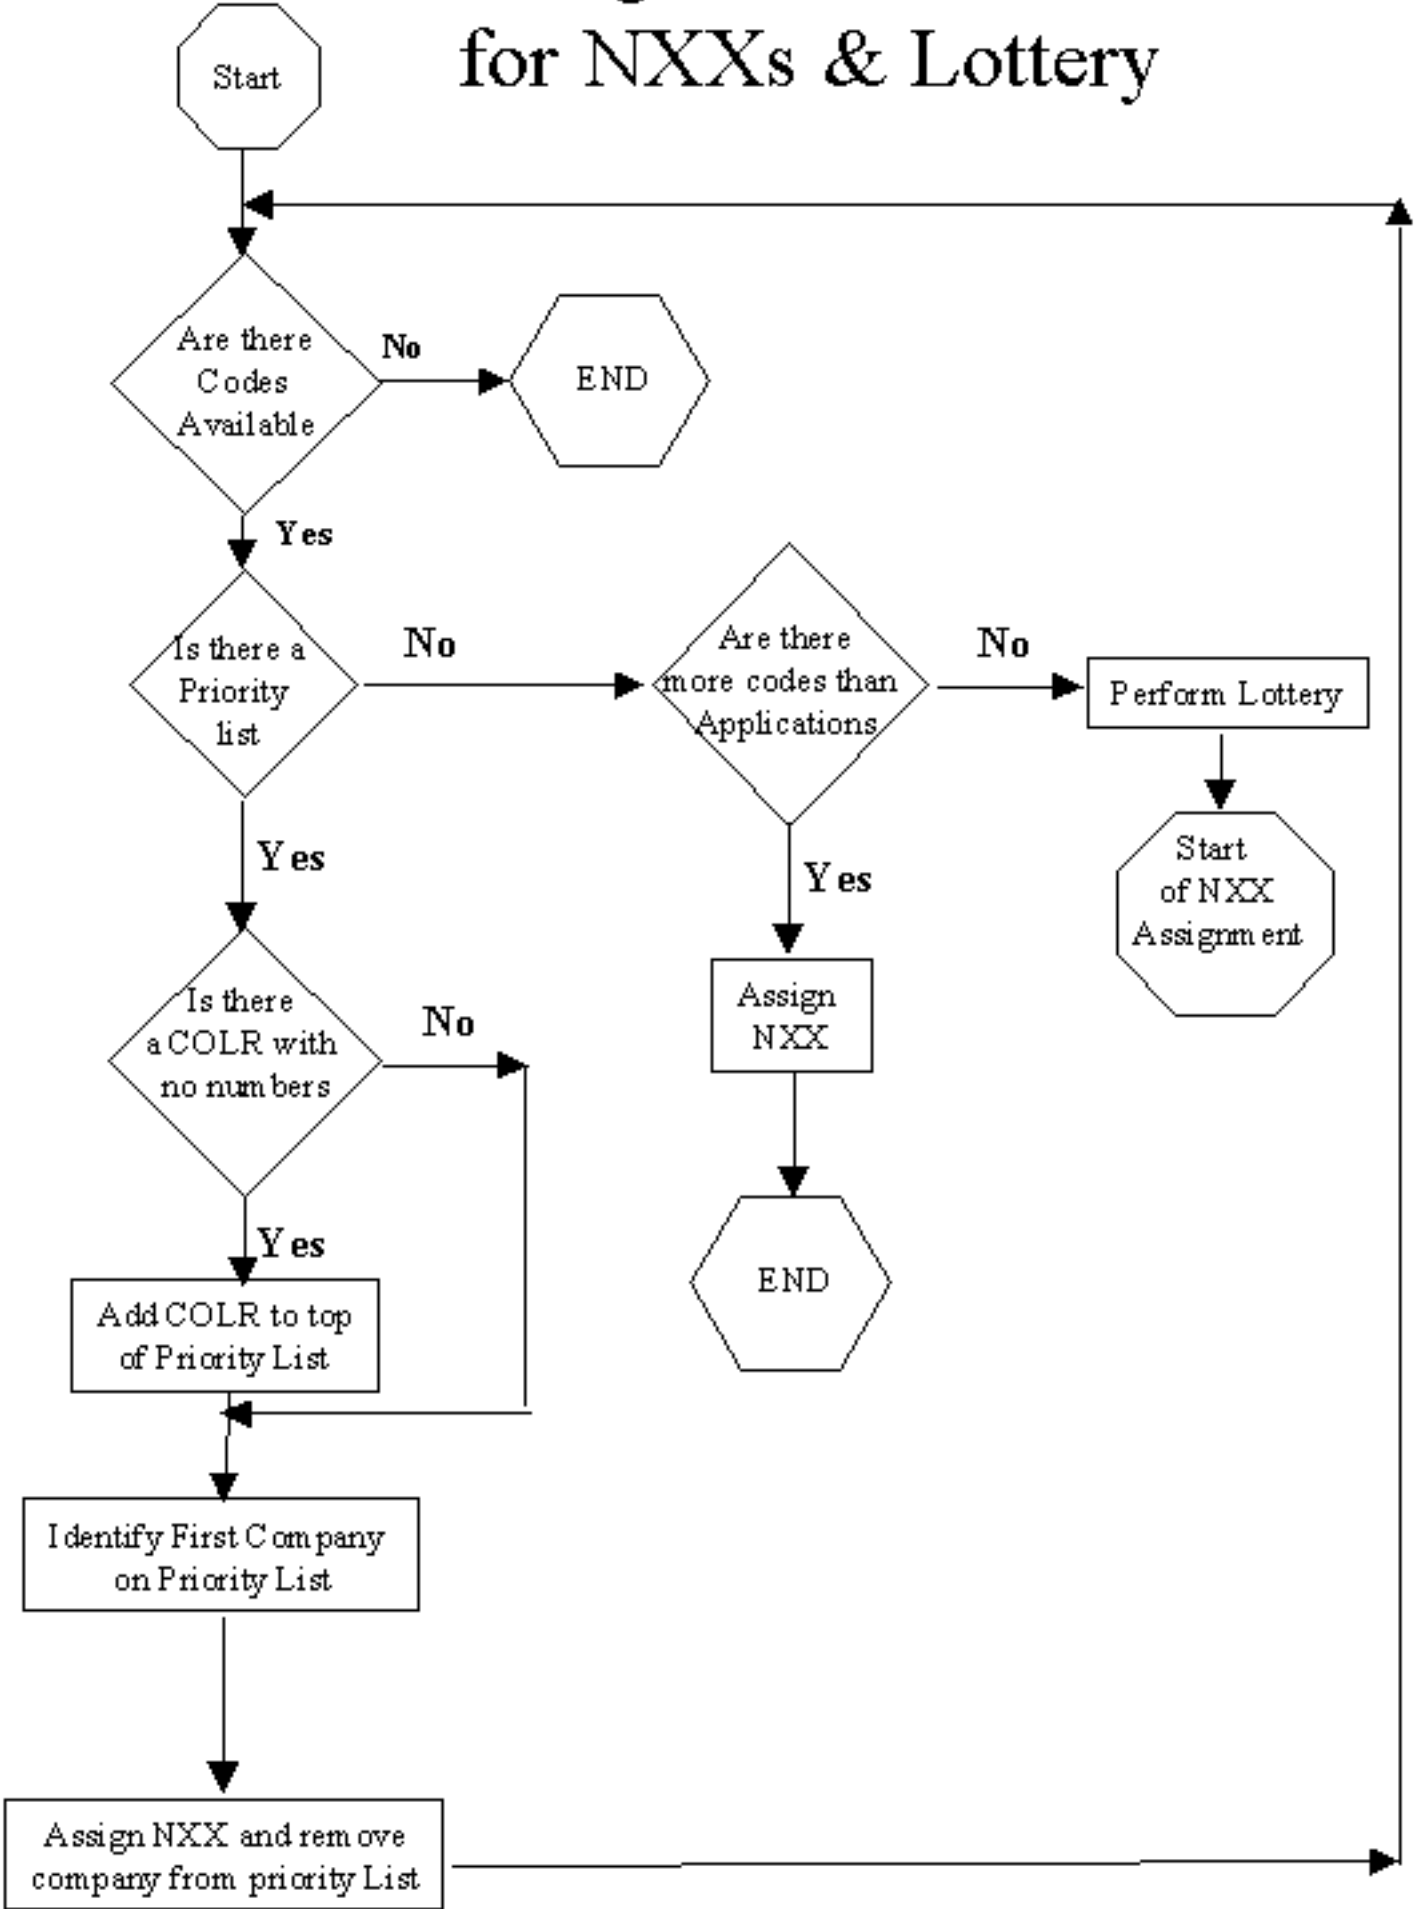 for NXXs & Lottery
Start
Are there
Codes
Available
No
END
Yes
Is there a
Priority
list
No
Are there
more codes than
Applications
No
Perform Lottery
Yes
Yes
Start
of NXX
Assignment
Assign
NXX
Is there
a COLR with
no numbers
No
Yes
END
Add COLR to top
of Priority List
Identify First Company
on Priority List
Assign NXX and remove
company from priority List